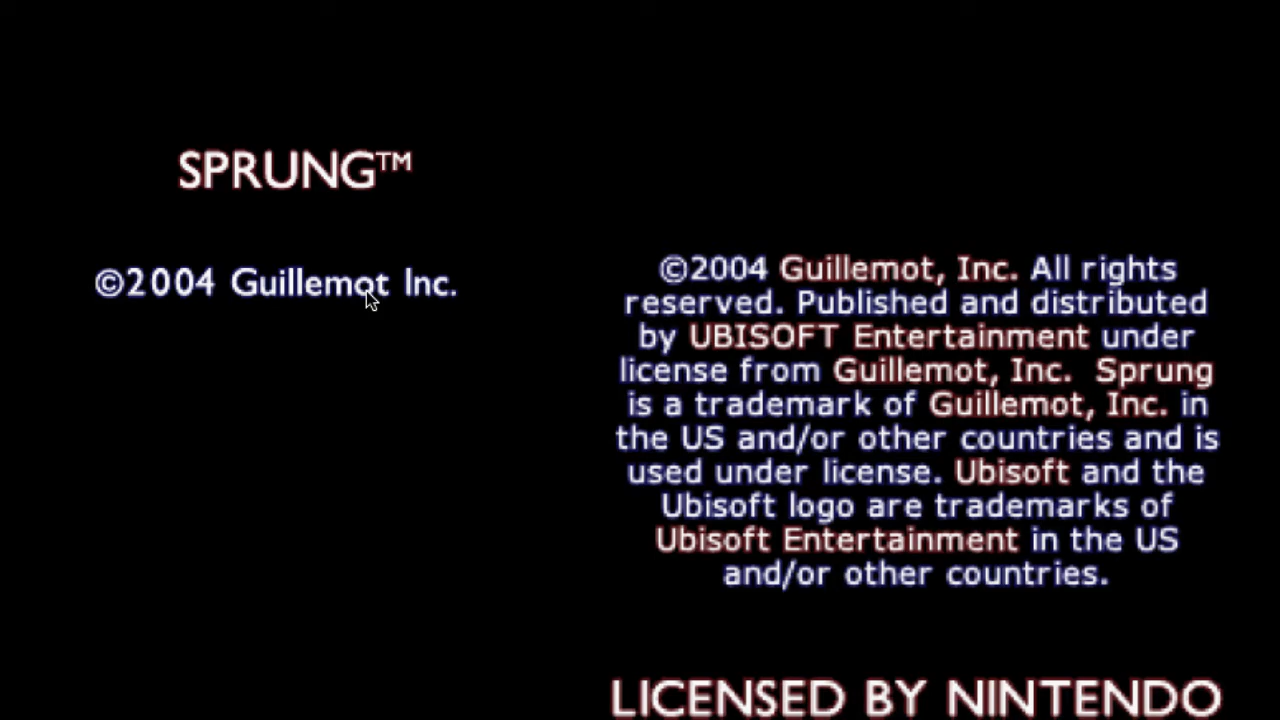 SPRUNG™
©2004 Guillemot Inc.
©2004 Guillemot, Inc. All rights
reserved. Published and distributed
by UBISOFT Entertainment under
license from Guillemot, Inc. Sprung
is a trademark of Guillemot, Inc. in
the US and/or other countries and is
used under license. Ubisoft and the
Ubisoft logo are trademarks of
Ubisoft Entertainment in the US
and/or other countries.
LICENSED BY NINTENDO